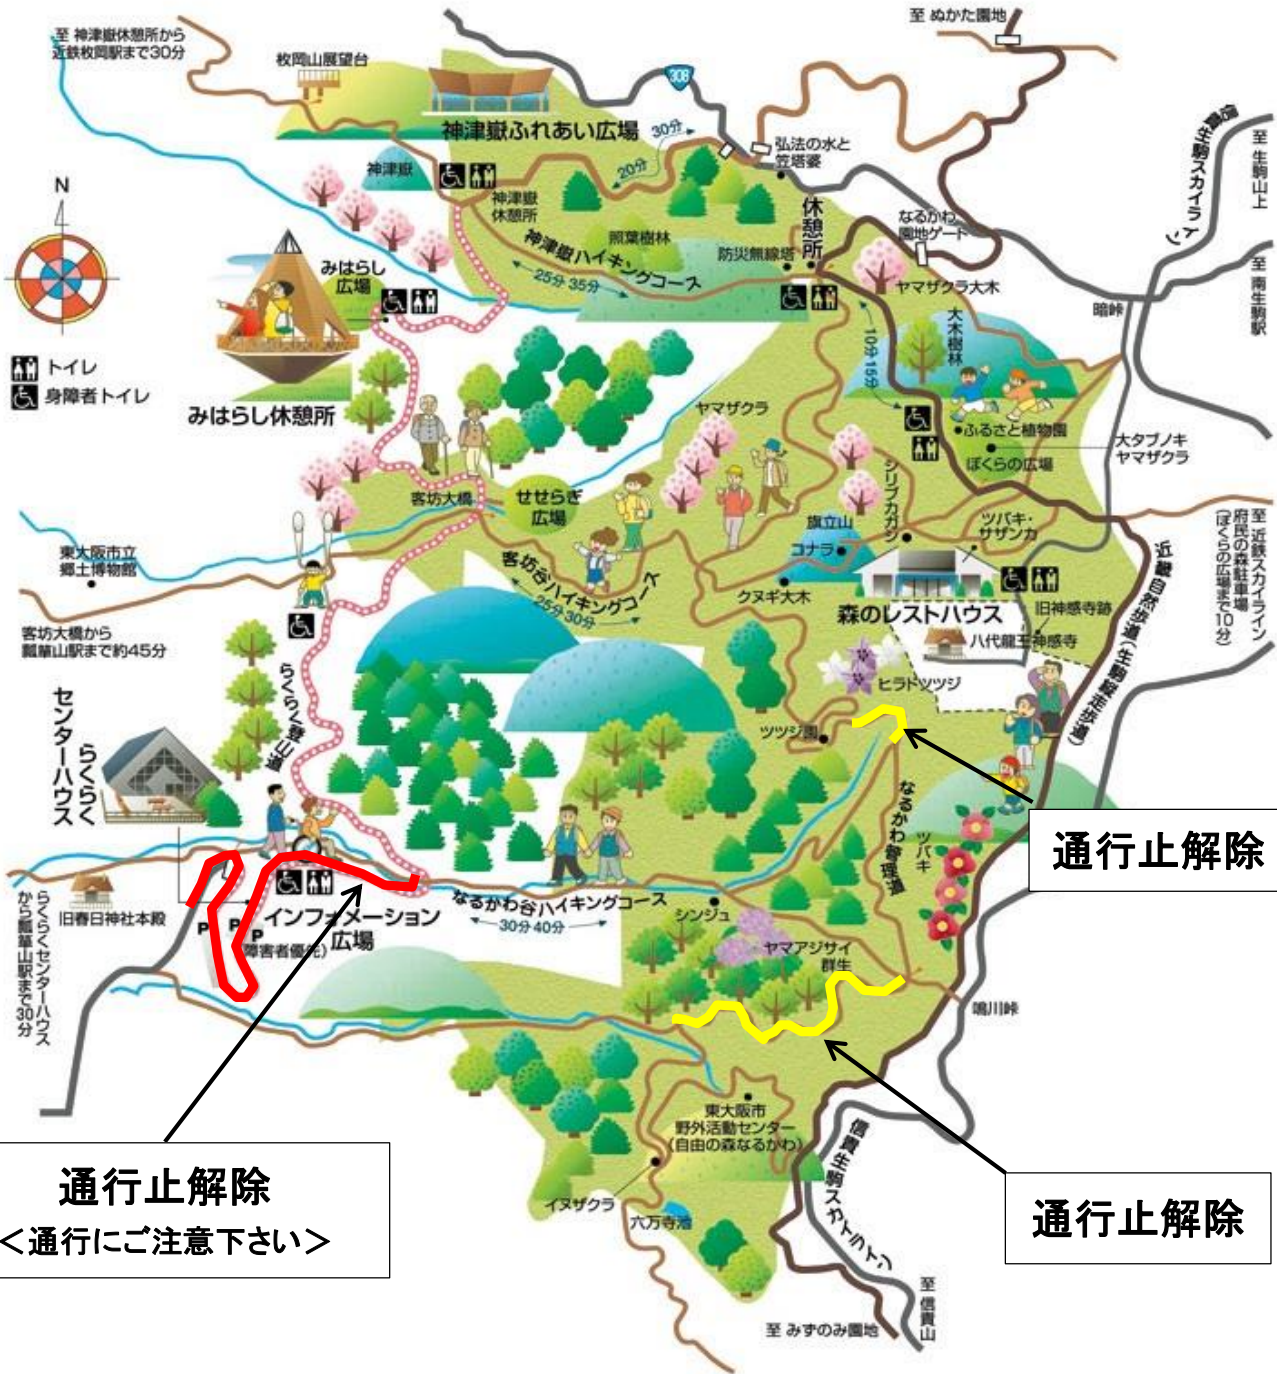 至 ぬかた園地
至 神津嶽休憩所から
近鉄枚岡駅まで30分
枚岡山展望台
308
神津嶽ふれあい広場
30分
20分
弘法の水と
笠塔婆
信貴生駒スカイライン
至 生駒山上
神津嶽
神津嶽
休憩所
休憩所
なるかわ
園地ゲート
N
照葉樹林
神津嶽ハイキングコース
25分 35分
防災無線塔
ヤマザクラ大木
至 南生駒駅
みはらし
広場
暗峠
大木樹林
10分 15分
トイレ
身障者トイレ
みはらし休憩所
ヤマザクラ
ふるさと植物園
ぼくらの広場
大タブノキ
ヤマザクラ
シリブカガシ
客坊大橋
せせらぎ
広場
旗立山
コナラ
ツバキ・
サザンカ
至 近鉄スカイライン
府民の森駐車場
(ぼくらの広場まで10分)
東大阪市立
郷土博物館
客坊谷ハイキングコース
25分 30分
クヌギ大木
森のレストハウス
旧神感寺跡
八代龍王神感寺
近畿自然歩道(生駒縦走歩道)
客坊大橋から
瓢箪山駅まで約45分
らくらく登山道
ヒラドツツジ
ツツジ園
らくらく
センターハウス
なるかわ管理道
ツバキ
通行止解除
旧春日神社本殿
らくらくセンターハウス
から瓢箪山駅まで30分
P
P
P
インフォメーション
広場
(障害者優先)
なるかわ谷ハイキングコース
30分 40分
シンジュ
ヤマアジサイ
群生
鳴川峠
東大阪市
野外活動センター
(自由の森なるかわ)
イヌザクラ
六万寺池
信貴生駒スカイライン
通行止解除
＜通行にご注意下さい＞
通行止解除
至 みずのみ園地
至 信貴山